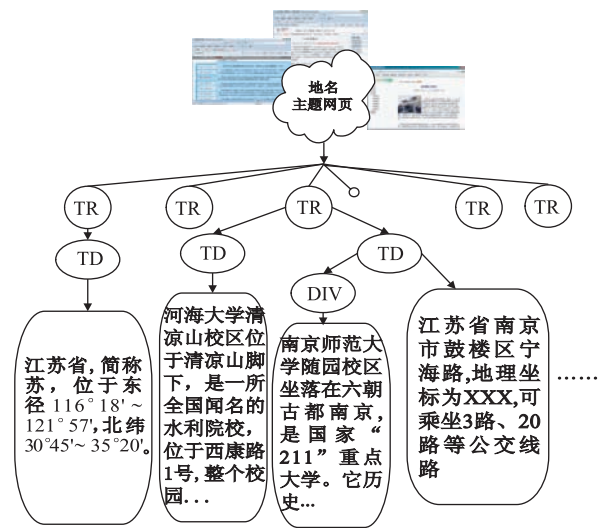 地名
主题网页
TR
TR
TR
TR
TR
TD
TD
TD
DIV
江苏省,简称
苏，位于东
径116°18'~
121°57',北纬
30°45'~35°20'。
河海大学清
凉山校区位
于清凉山脚
下，是一所
全国闻名的
水利院校，
位于西康路
1号,整个校
园...
南京师范大
学随园校区
坐落在六朝
古都南京,
是国家“
211”重点
大学。它历
史...
江苏省南京
市鼓楼区宁
海路,地理坐
标为XXX,可
乘坐3路、20
路等公交线
路
……